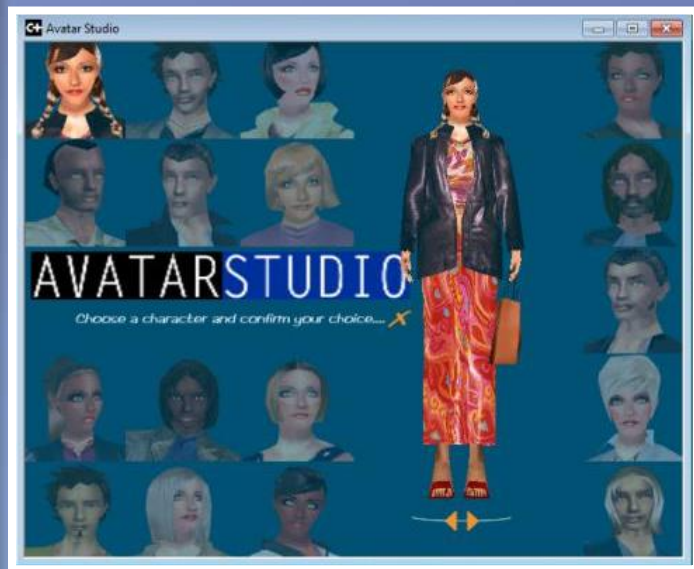 C+ Avatar Studio
AVATARSTUDIO
Choose a character and confirm your choice....